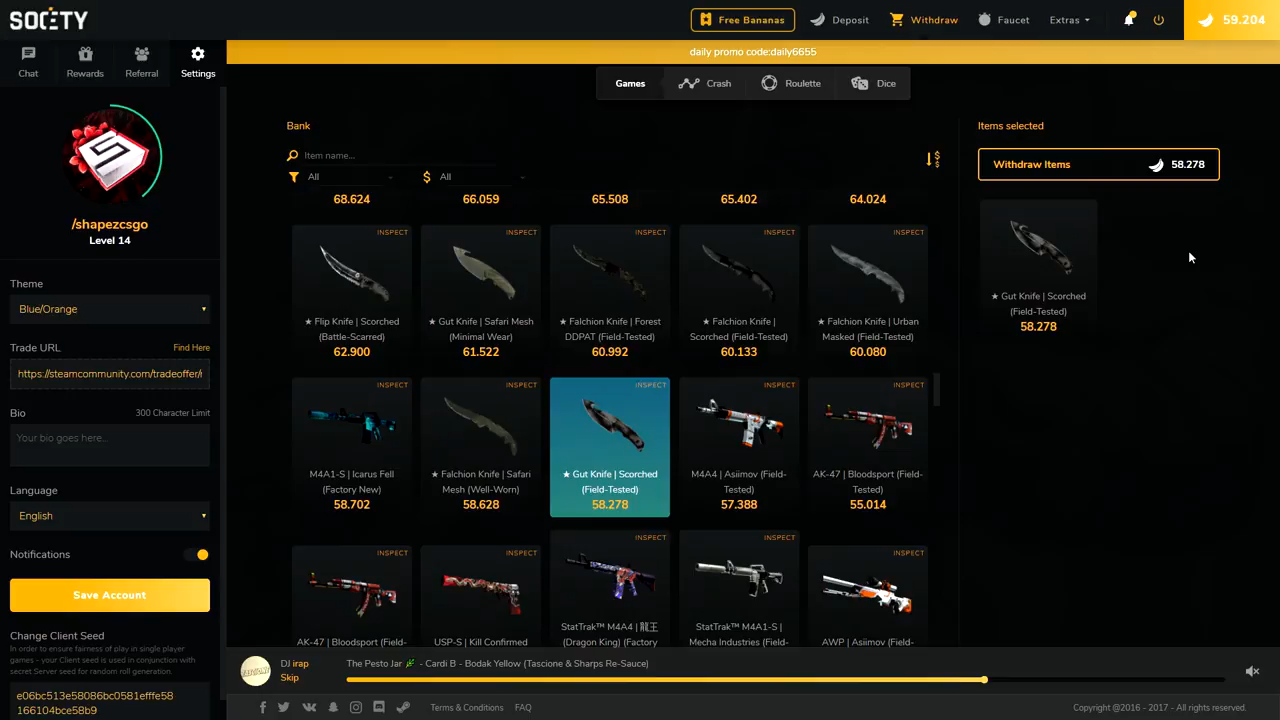 SOCIETY
Free Bananas
Deposit
Withdraw
Faucet
Extras
59.204
Chat
Rewards
Referral
Settings
daily promo code:daily6655
Games
Crash
Roulette
Dice
/shapezcsgo
Level 14
Theme
Blue/Orange
Trade URL
Find Here
https://steamcommunity.com/tradeoffer/
Bio
300 Character Limit
Your bio goes here...
Language
English
Notifications
Save Account
Change Client Seed
In order to ensure fairness of play in single player
games - your Client seed is used in conjunction with
secret Server seed for random roll generation.
e06bc513e58086bc0581efffe58
166104bce58b9
Bank
Item name...
All
$
All
68.624
66.059
65.508
65.402
64.024
INSPECT
★ Flip Knife | Scorched
(Battle-Scarred)
62.900
INSPECT
★ Gut Knife | Safari Mesh
(Minimal Wear)
61.522
INSPECT
★ Falchion Knife | Forest
DDPAT (Field-Tested)
60.992
INSPECT
★ Falchion Knife |
Scorched (Field-Tested)
60.133
INSPECT
★ Falchion Knife | Urban
Masked (Field-Tested)
60.080
INSPECT
M4A1-S | Icarus Fell
(Factory New)
58.702
INSPECT
★ Falchion Knife | Safari
Mesh (Well-Worn)
58.628
INSPECT
★ Gut Knife | Scorched
(Field-Tested)
58.278
INSPECT
M4A4 | Asiimov (Field-
Tested)
57.388
INSPECT
AK-47 | Bloodsport (Field-
Tested)
55.014
INSPECT
AK-47 | Bloodsport (Field-
INSPECT
USP-S | Kill Confirmed
INSPECT
StatTrak™ M4A4 | 龍王
(Dragon King) (Factory
INSPECT
StatTrak™ M4A1-S |
Mecha Industries (Field-
INSPECT
AWP | Asiimov (Field-
Items selected
Withdraw Items
58.278
★ Gut Knife | Scorched
(Field-Tested)
58.278
DJ irap
Skip
The Pesto Jar 🌿 - Cardi B - Bodak Yellow (Tascione & Sharps Re-Sauce)
Terms & Conditions
FAQ
Copyright @2016 - 2017 - All rights reserved.